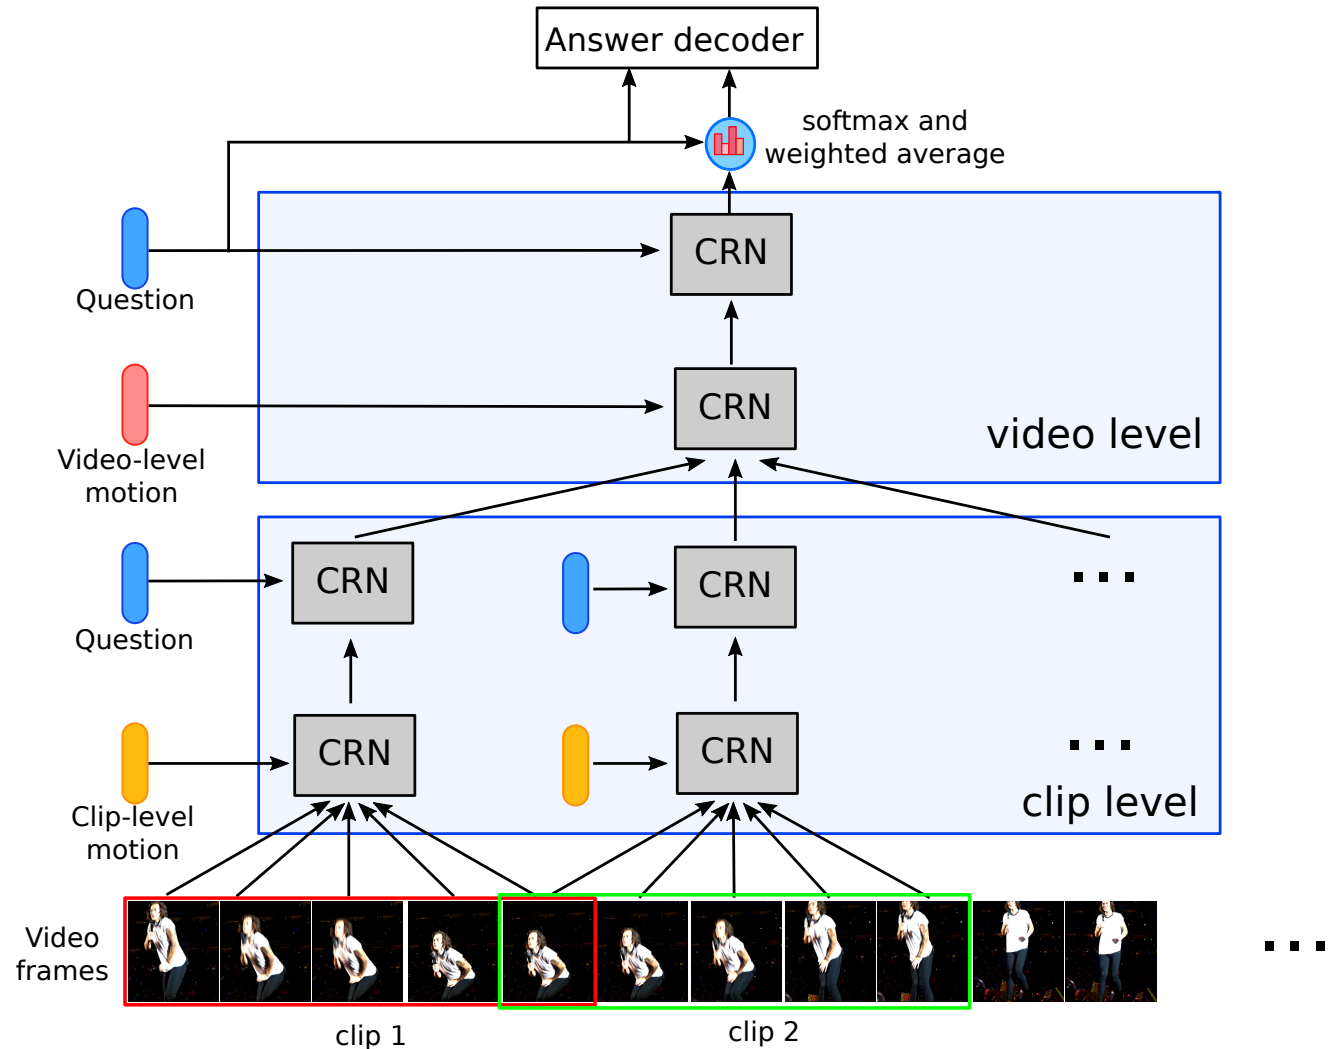 Answer decoder
softmax and
weighted average
CRN
Question
CRN
Video-level
motion
video level
CRN
CRN
Question
CRN
CRN
Clip-level
motion
clip level
Video
frames
clip 1
clip 2